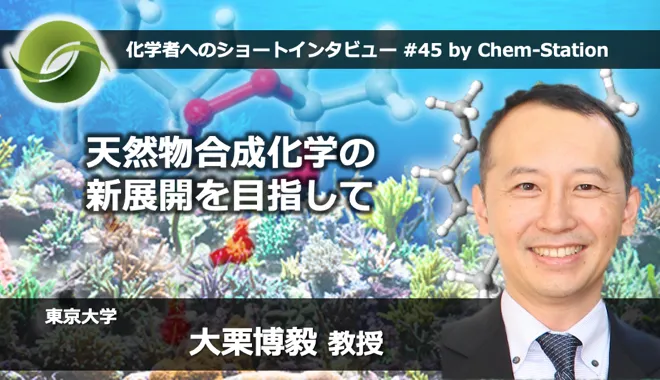 化学者へのショートインタビュー #45 by Chem-Station
天然物合成化学の
新展開を目指して
東京大学
大栗博毅 教授